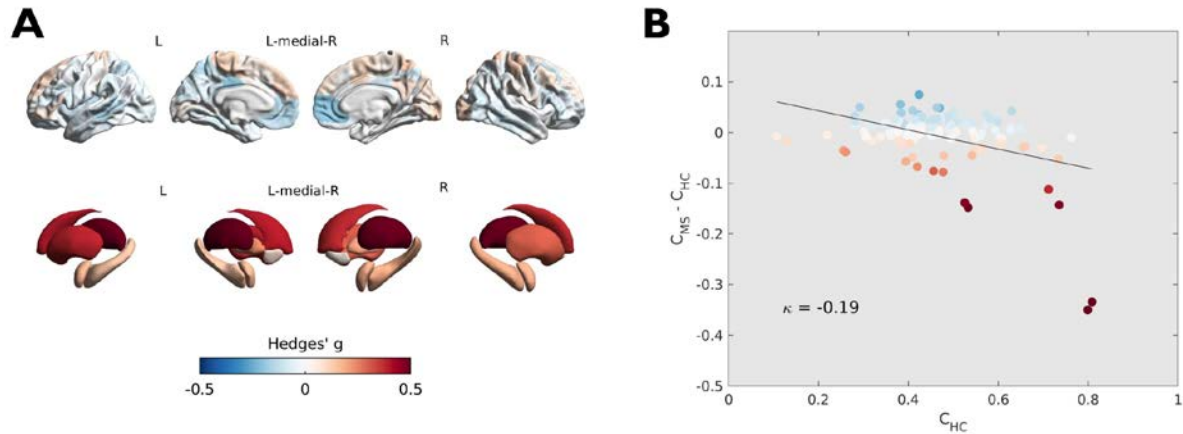 A
L
L-medial-R
R
L
L-medial-R
R
Hedges' g
-0.5
0
0.5
B
0.1
0
-0.1
-0.2
-0.3
-0.4
-0.5
C_MS - C_HC
κ = -0.19
0
0.2
0.4
0.6
0.8
1
C_HC